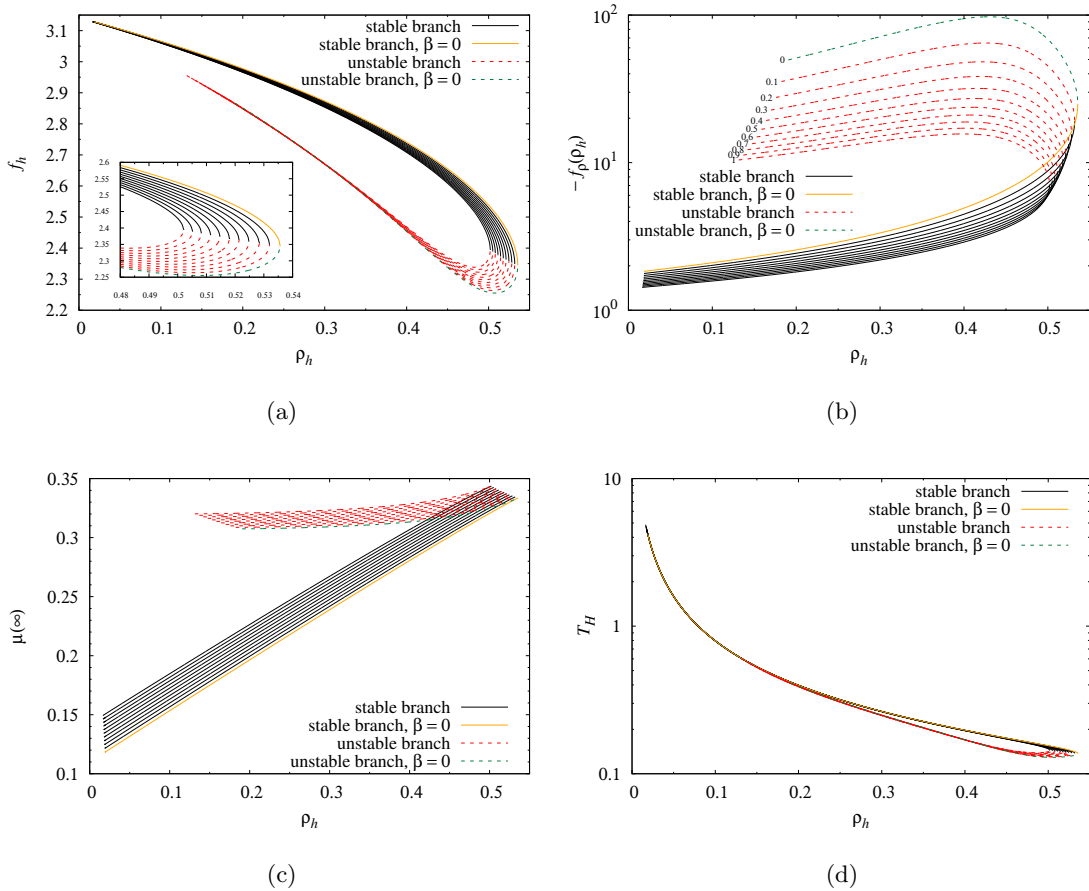 3.1
3
2.9
2.8
2.7
2.6
2.5
2.4
2.3
2.2
f_h
stable branch
stable branch, β = 0
unstable branch
unstable branch, β = 0
2.6
2.55
2.5
2.45
2.4
2.35
2.3
2.25
0.48 0.49 0.5 0.51 0.52 0.53 0.54
0 0.1 0.2 0.3 0.4 0.5
ρ_h
(a)
10^2
10^1
10^0
− f_ρ(ρ_h)
0
0.1
0.2
0.3
0.4
0.5
0.6
0.7
0.8
0.9
1
stable branch
stable branch, β = 0
unstable branch
unstable branch, β = 0
0 0.1 0.2 0.3 0.4 0.5
ρ_h
(b)
0.35
0.3
0.25
0.2
0.15
0.1
μ(∞)
stable branch
stable branch, β = 0
unstable branch
unstable branch, β = 0
0 0.1 0.2 0.3 0.4 0.5
ρ_h
(c)
10
1
0.1
T_H
stable branch
stable branch, β = 0
unstable branch
unstable branch, β = 0
0 0.1 0.2 0.3 0.4 0.5
ρ_h
(d)